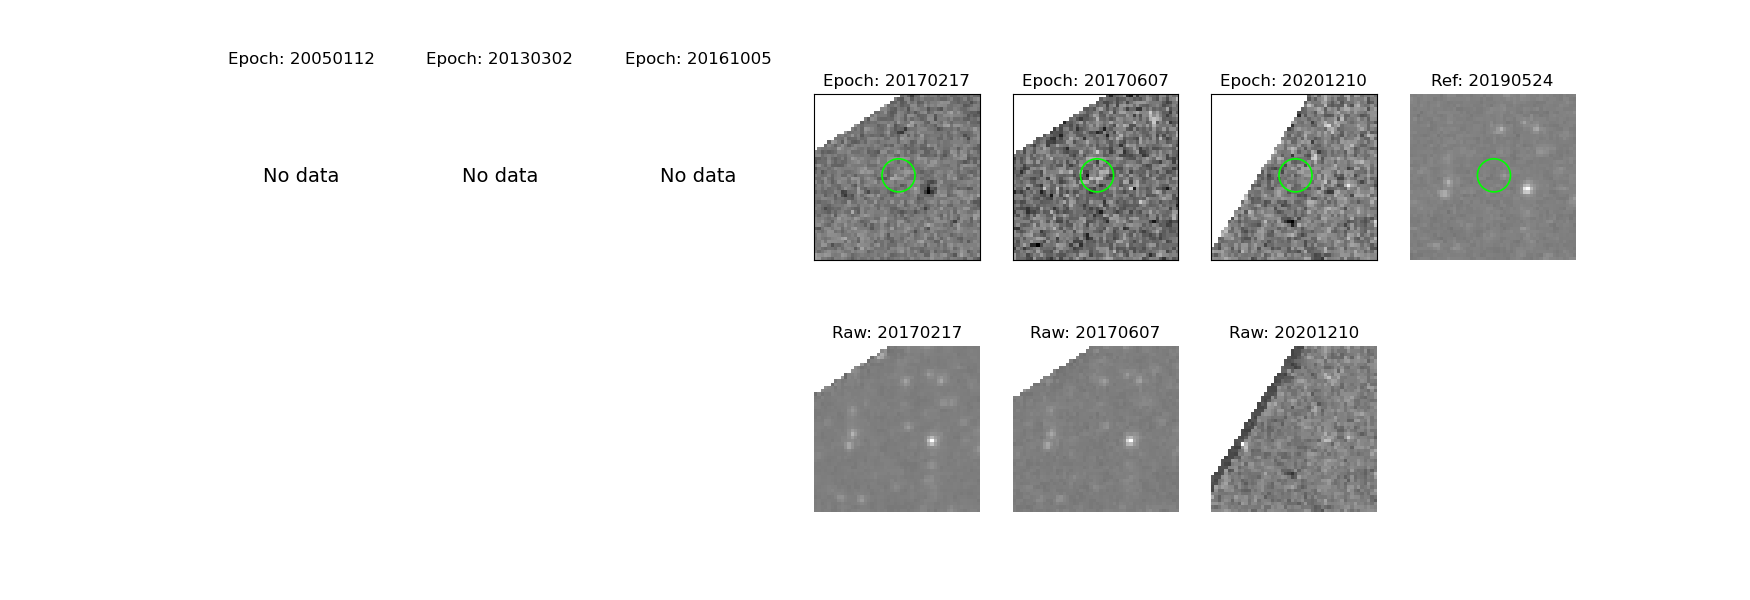 Epoch: 20050112
Epoch: 20130302
Epoch: 20161005
Epoch: 20170217
Epoch: 20170607
Epoch: 20201210
Ref: 20190524
No data
No data
No data
Raw: 20170217
Raw: 20170607
Raw: 20201210